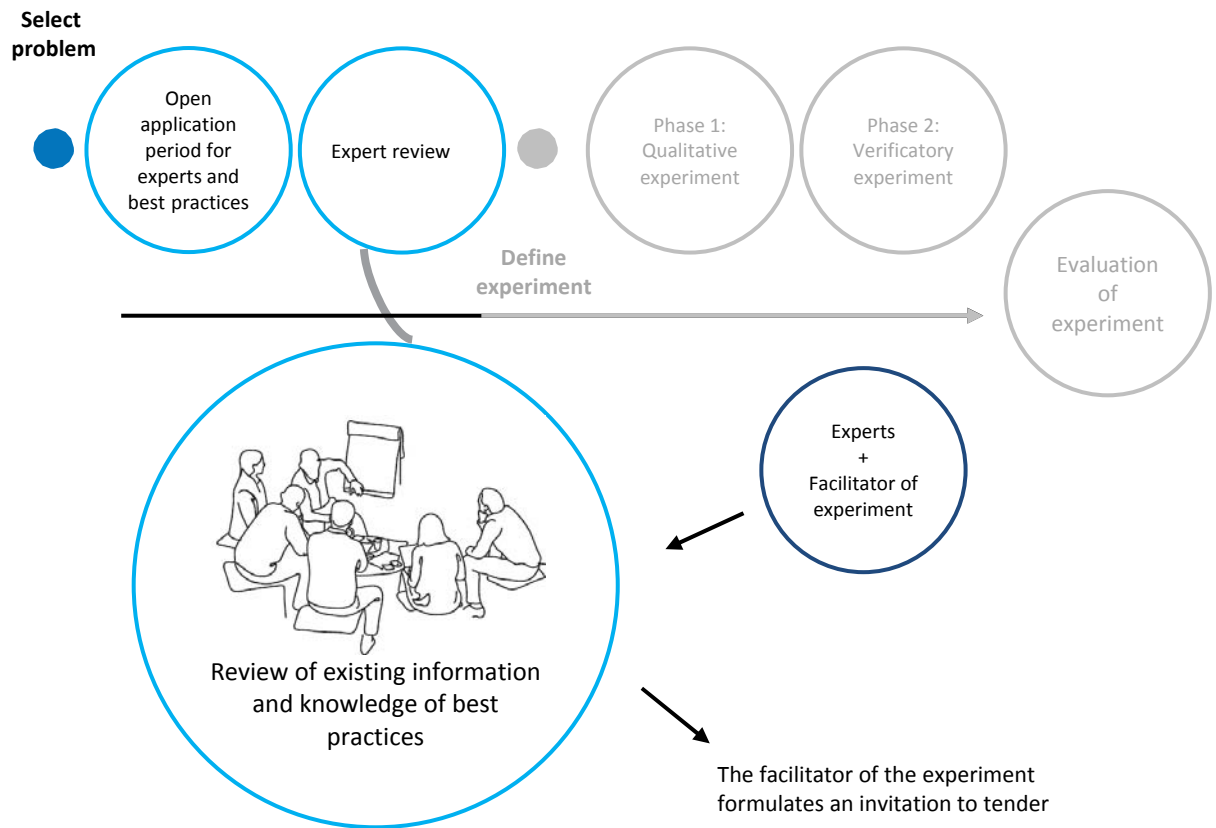 Select
problem
Open
application
period for
experts and
best practices
Expert review
Phase 1:
Qualitative
experiment
Phase 2:
Verificatory
experiment
Define
experiment
Evaluation
of
experiment
Experts
+
Facilitator of
experiment
Review of existing information
and knowledge of best
practices
The facilitator of the experiment
formulates an invitation to tender